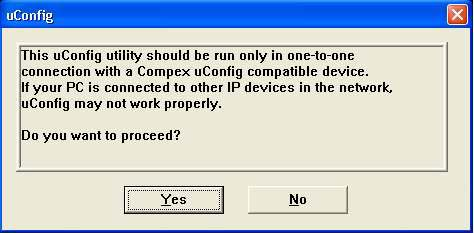 uConfig
This uConfig utility should be run only in one-to-one
connection with a Compex uConfig compatible device.
If your PC is connected to other IP devices in the network,
uConfig may not work properly.
Do you want to proceed?
Yes
No